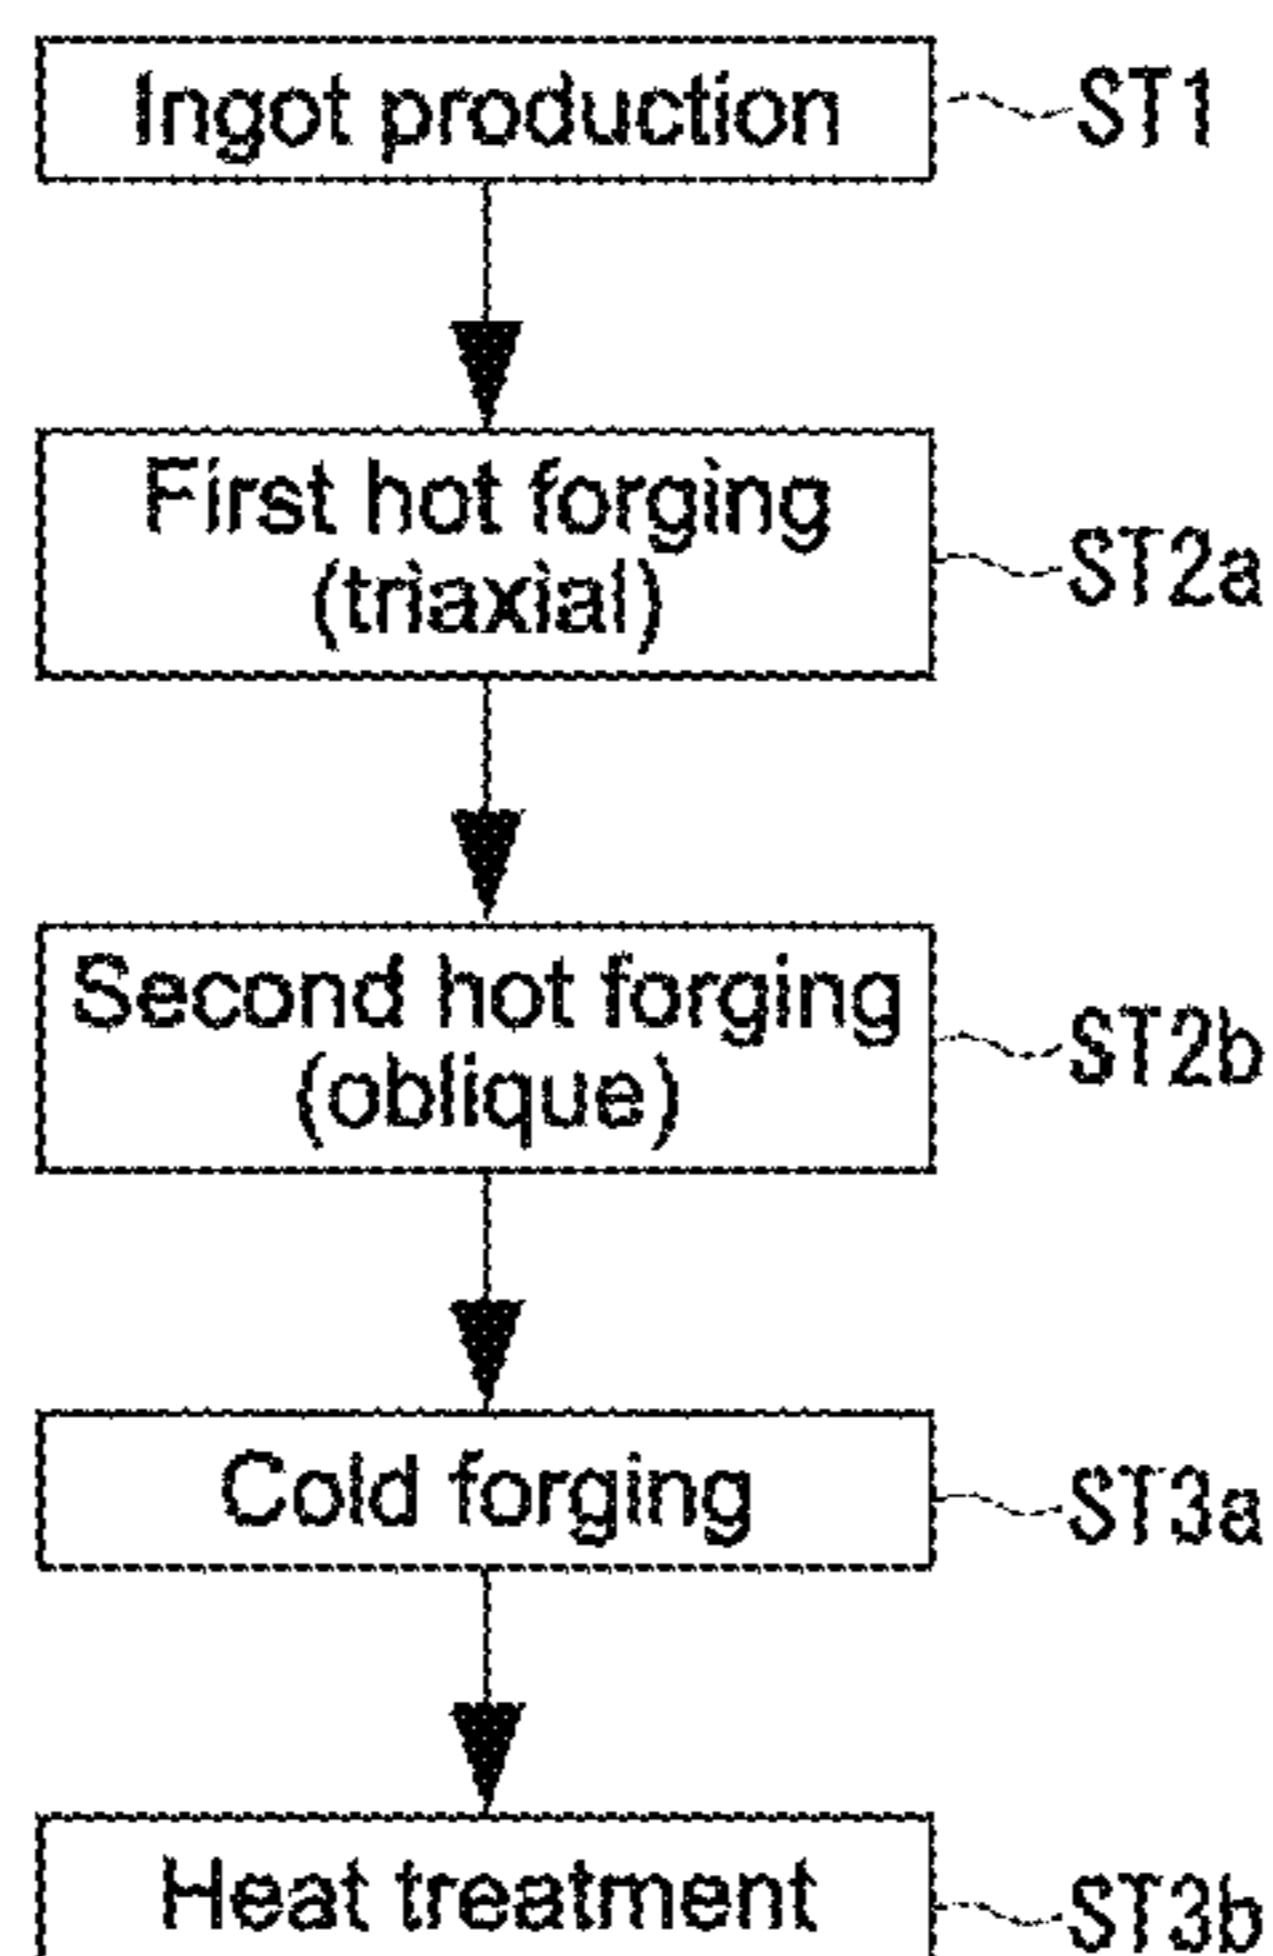 Ingot production ST1
First hot forging
(triaxial) ST2a
Second hot forging
(oblique) ST2b
Cold forging ST3a
Heat treatment ST3b